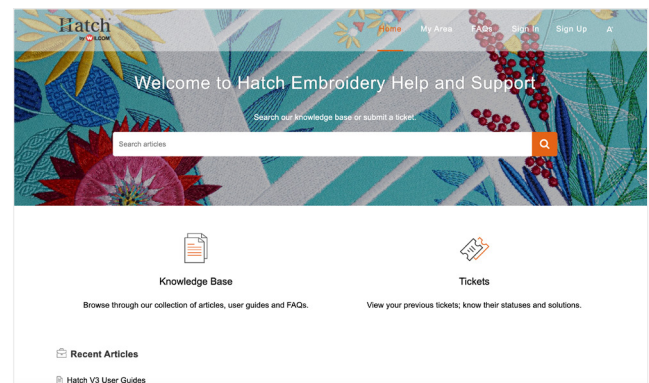 Hatch
by WILCOM
Home My Area FAQs Sign In Sign Up A
Welcome to Hatch Embroidery Help and Support
Search our knowledge base or submit a ticket.
Search articles
Knowledge Base
Tickets
Browse through our collection of articles, user guides and FAQs.
View your previous tickets; know their statuses and solutions.
Recent Articles
Hatch V3 User Guides